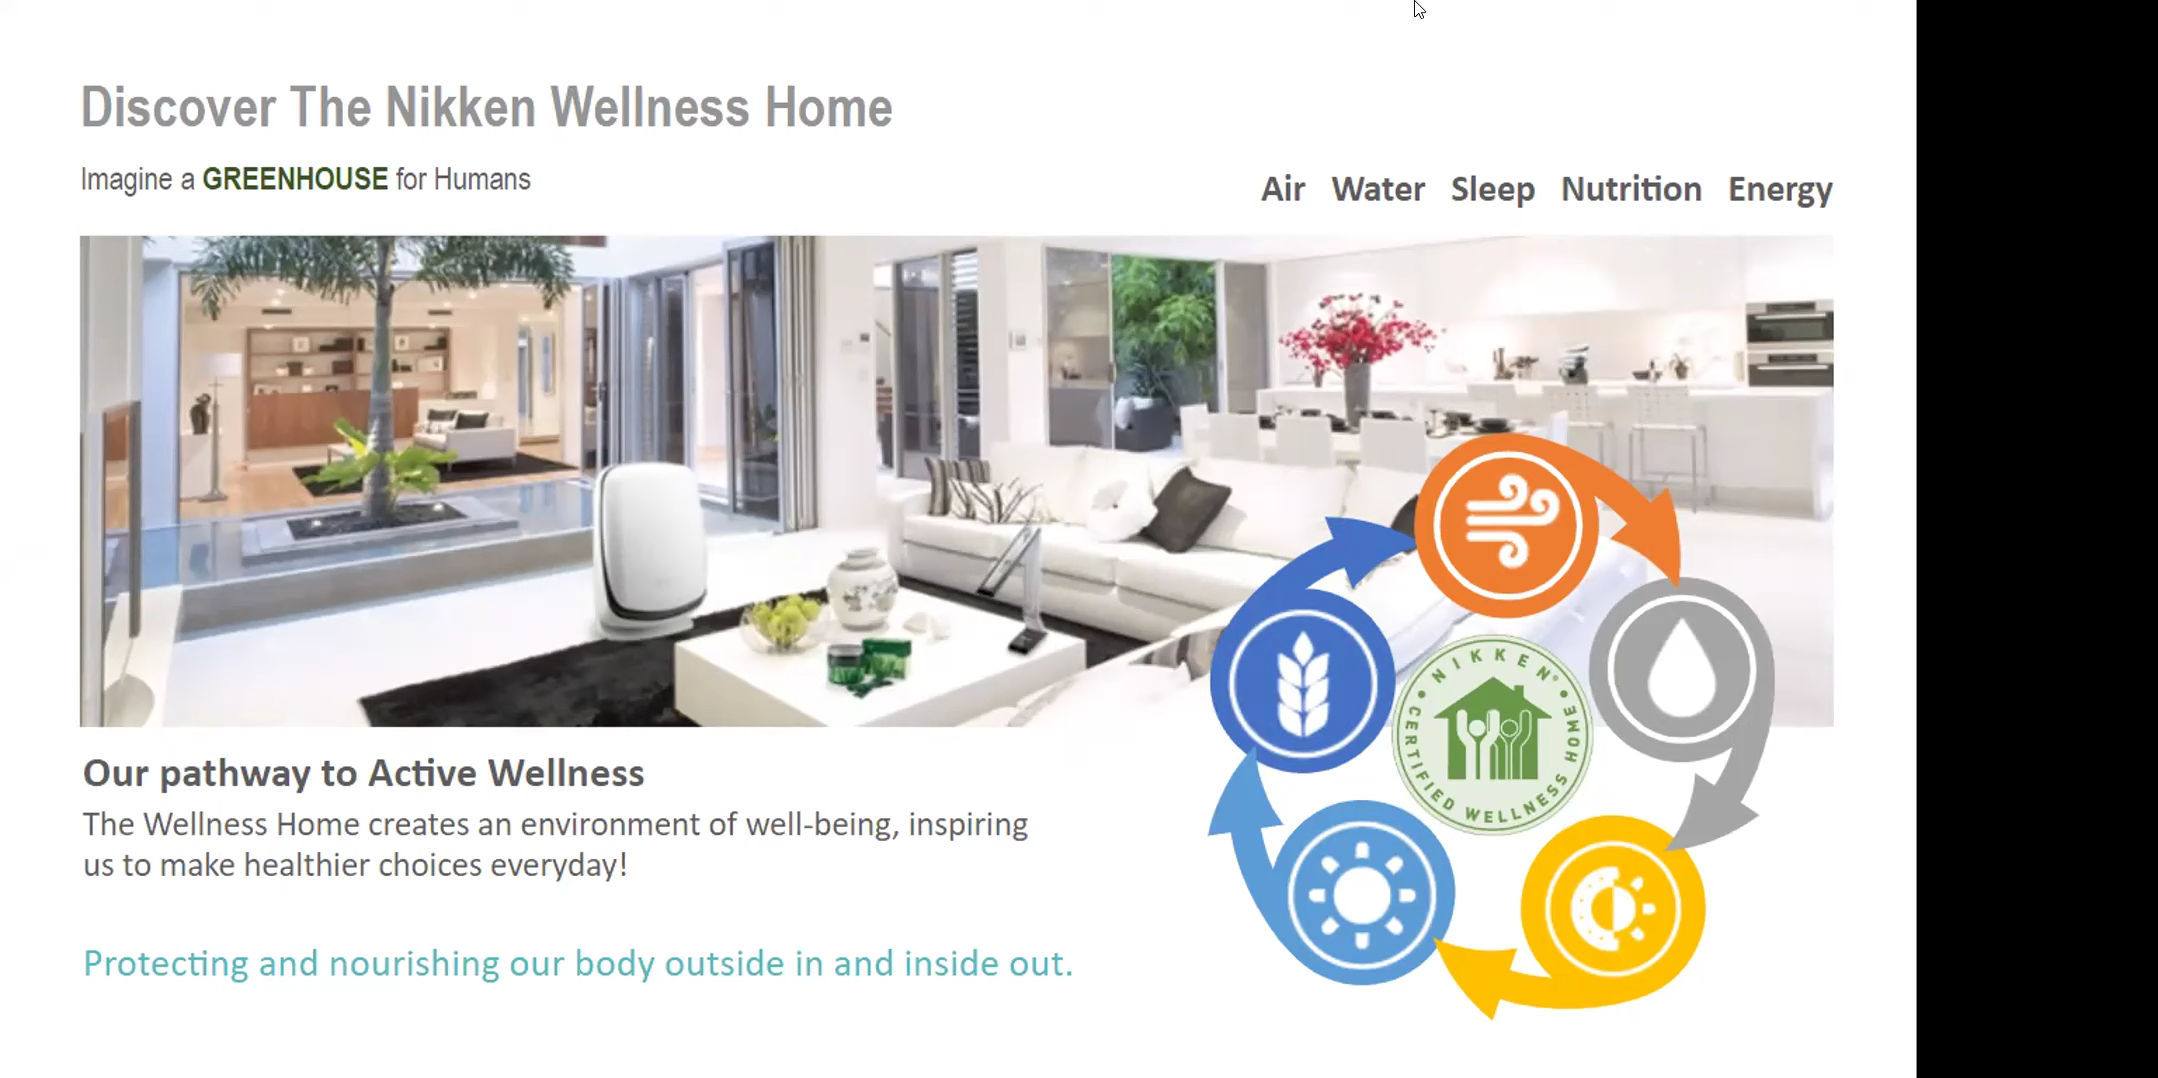 Discover The Nikken Wellness Home
Imagine a GREENHOUSE for Humans
Air Water Sleep Nutrition Energy
NIKKEN®
• CERTIFIED WELLNESS HOME •
Our pathway to Active Wellness
The Wellness Home creates an environment of well-being, inspiring
us to make healthier choices everyday!
Protecting and nourishing our body outside in and inside out.